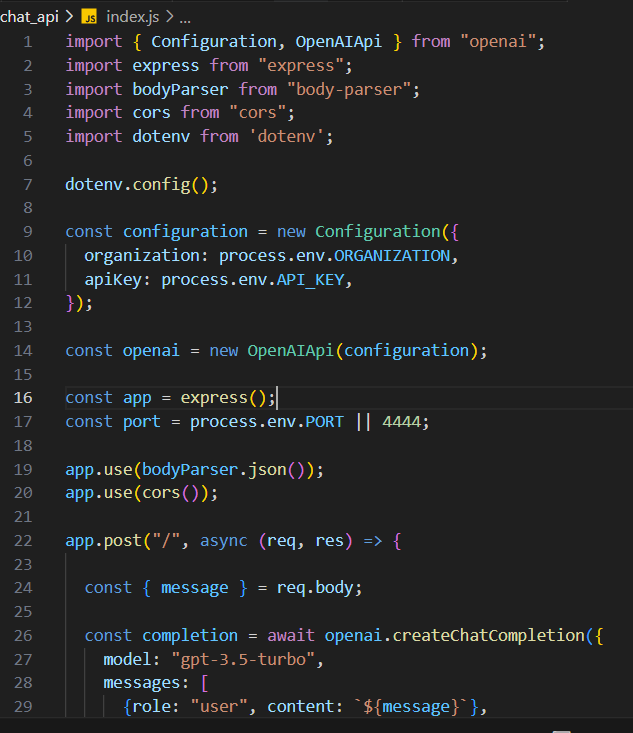 chat_api > JS index.js > ...
1 import { Configuration, OpenAIApi } from "openai";
2 import express from "express";
3 import bodyParser from "body-parser";
4 import cors from "cors";
5 import dotenv from 'dotenv';
6
7 dotenv.config();
8
9 const configuration = new Configuration({
10   organization: process.env.ORGANIZATION,
11   apiKey: process.env.API_KEY,
12 });
13
14 const openai = new OpenAIApi(configuration);
15
16 const app = express();
17 const port = process.env.PORT || 4444;
18
19 app.use(bodyParser.json());
20 app.use(cors());
21
22 app.post("/", async (req, res) => {
23
24   const { message } = req.body;
25
26   const completion = await openai.createChatCompletion({
27     model: "gpt-3.5-turbo",
28     messages: [
29       {role: "user", content: `${message}`},